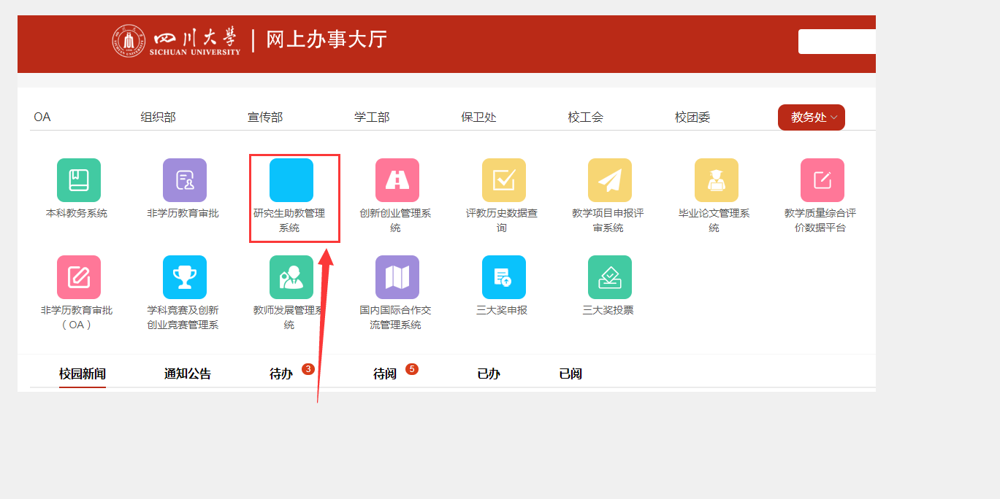 四川大学
SICHUAN UNIVERSITY
网上办事大厅
OA 组织部 宣传部 学工部 保卫处 校工会 校团委 教务处
本科教务系统
非学历教育审批
研究生助教管理
系统
创新创业管理系
统
评教历史数据查
询
教学项目申报评
审系统
毕业论文管理系
统
教学质量综合评
价数据平台
非学历教育审批
（OA）
学科竞赛及创新
创业竞赛管理系
教师发展管理系
统
国内国际合作交
流管理系统
三大奖申报
三大奖投票
校园新闻 通知公告 待办 3 待阅 5 已办 已阅